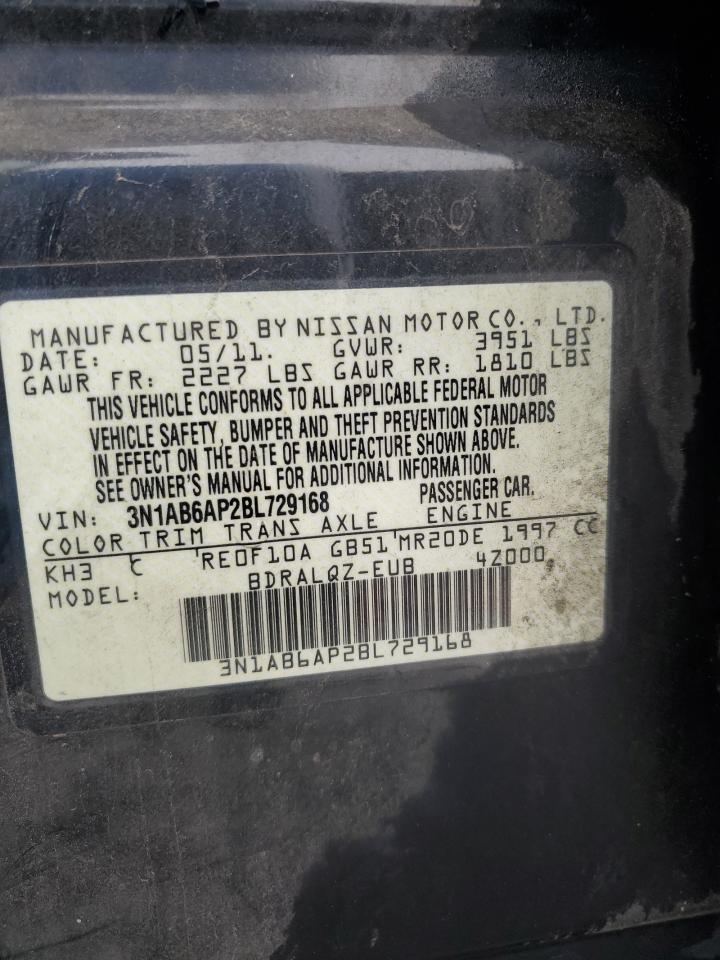 MANUFACTURED BY NISSAN MOTOR CO., LTD.
DATE: 05/11. GVWR: 3951 LBS
GAWR FR: 2227 LBS GAWR RR: 1810 LBS
THIS VEHICLE CONFORMS TO ALL APPLICABLE FEDERAL MOTOR
VEHICLE SAFETY, BUMPER AND THEFT PREVENTION STANDARDS
IN EFFECT ON THE DATE OF MANUFACTURE SHOWN ABOVE.
SEE OWNER'S MANUAL FOR ADDITIONAL INFORMATION.
VIN: 3N1AB6AP2BL729168 PASSENGER CAR.
COLOR TRIM TRANS AXLE ENGINE
KH3 C RE0F10A GB51 MR20DE 1997 CC
MODEL: BDRALQZ-EUB 4Z000
3N1AB6AP2BL729168